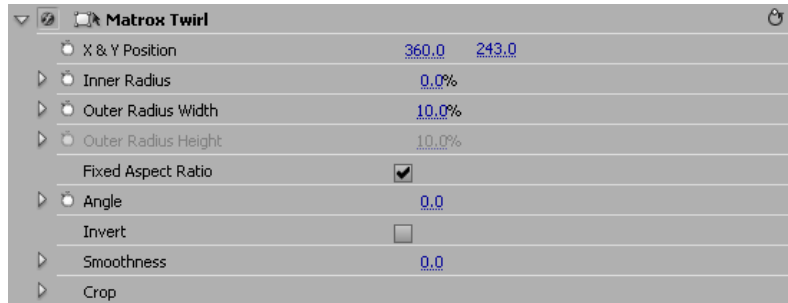 Matrox Twirl
X & Y Position 360.0 243.0
Inner Radius 0.0%
Outer Radius Width 10.0%
Outer Radius Height 10.0%
Fixed Aspect Ratio
Angle 0.0
Invert
Smoothness 0.0
Crop